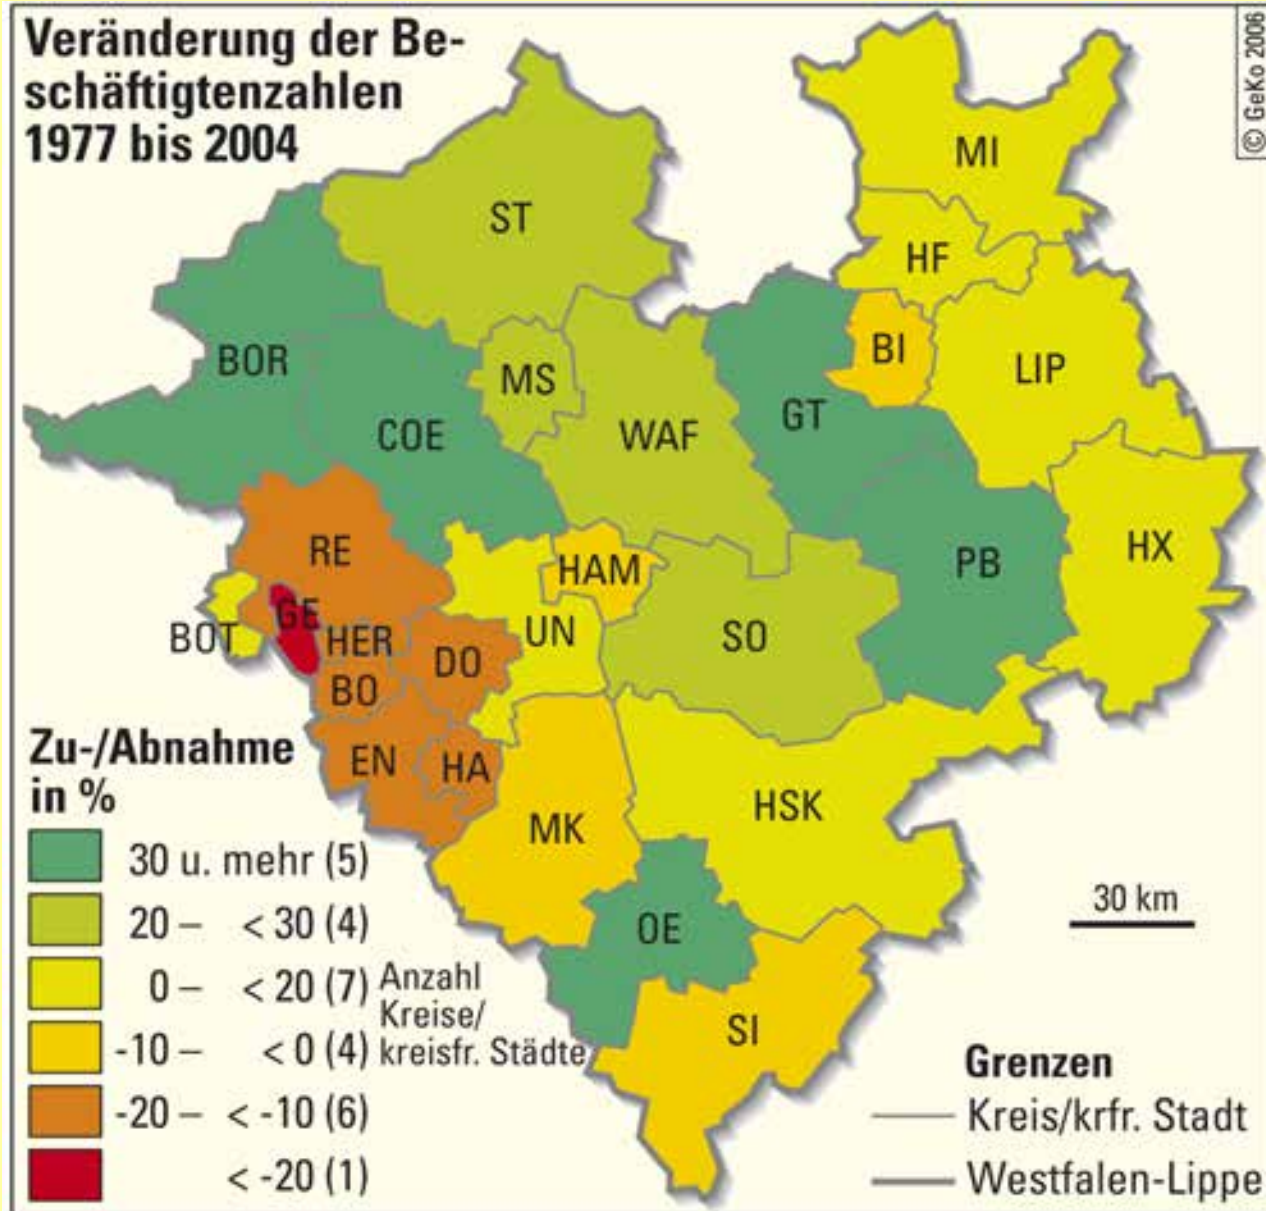 Veränderung der Be-
schäftigtenzahlen
1977 bis 2004
© GeKo 2006
MI
ST
HF
BI
BOR
MS
LIP
COE
WAF
GT
RE
HAM
PB
HX
GE
BOT
HER
UN
SO
DO
BO
EN
HA
MK
HSK
OE
SI
Zu-/Abnahme
in %
30 u. mehr (5)
20 – < 30 (4)
0 – < 20 (7)
-10 – < 0 (4)
-20 – < -10 (6)
< -20 (1)
Anzahl
Kreise/
kreisfr. Städte
30 km
Grenzen
Kreis/krfr. Stadt
Westfalen-Lippe